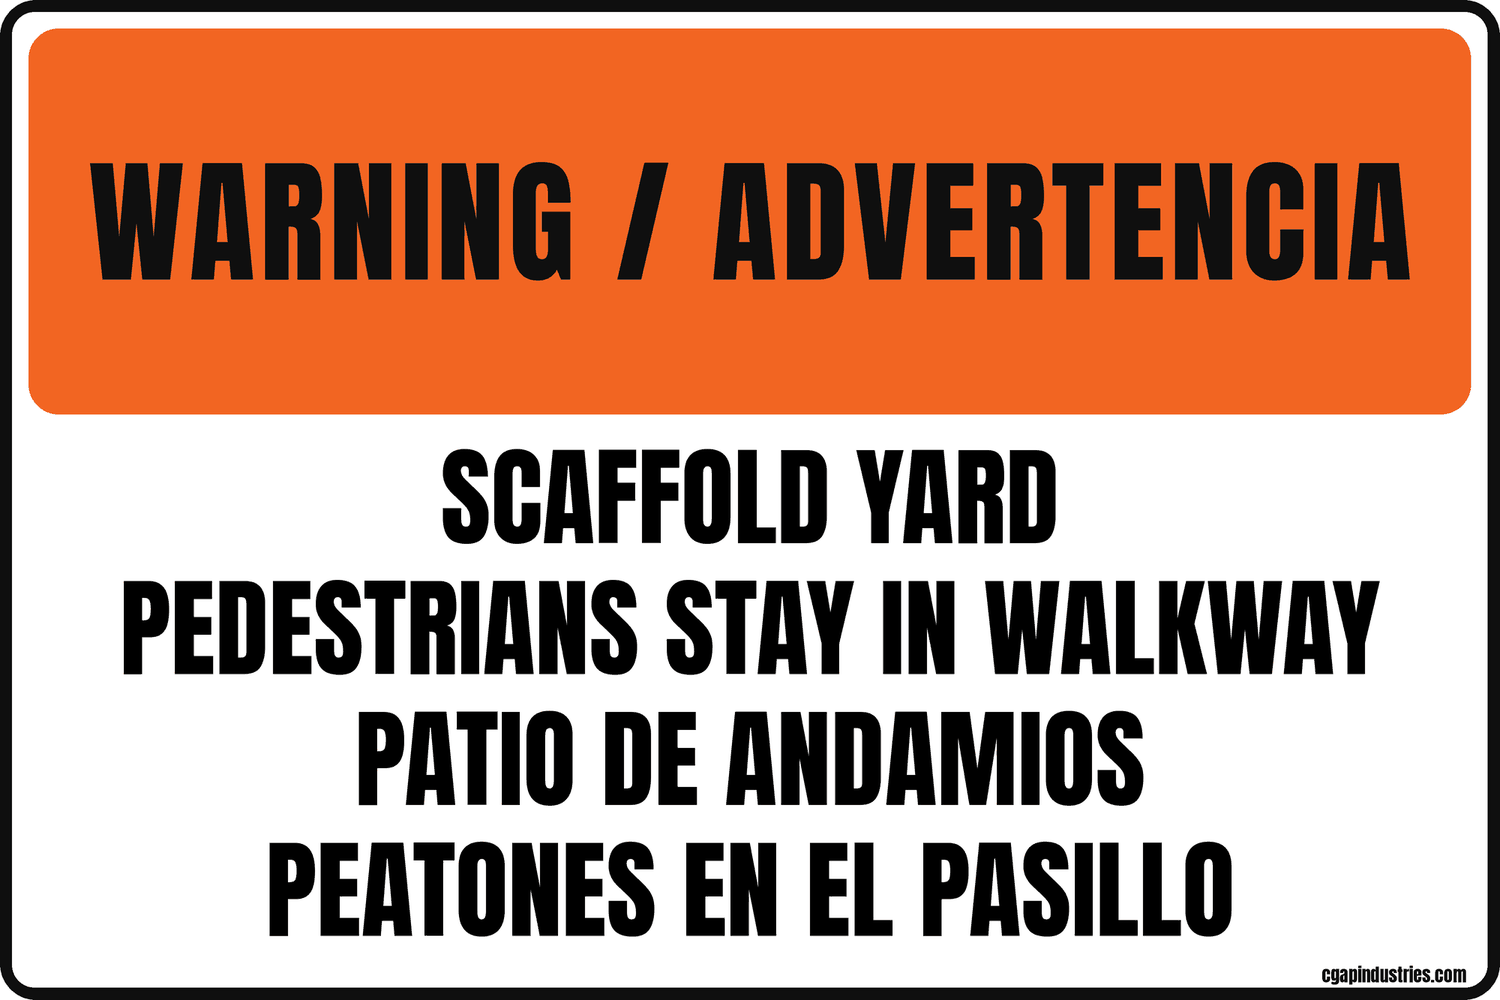 WARNING / ADVERTENCIA
SCAFFOLD YARD
PEDESTRIANS STAY IN WALKWAY
PATIO DE ANDAMIOS
PEATONES EN EL PASILLO
cgapindustries.com